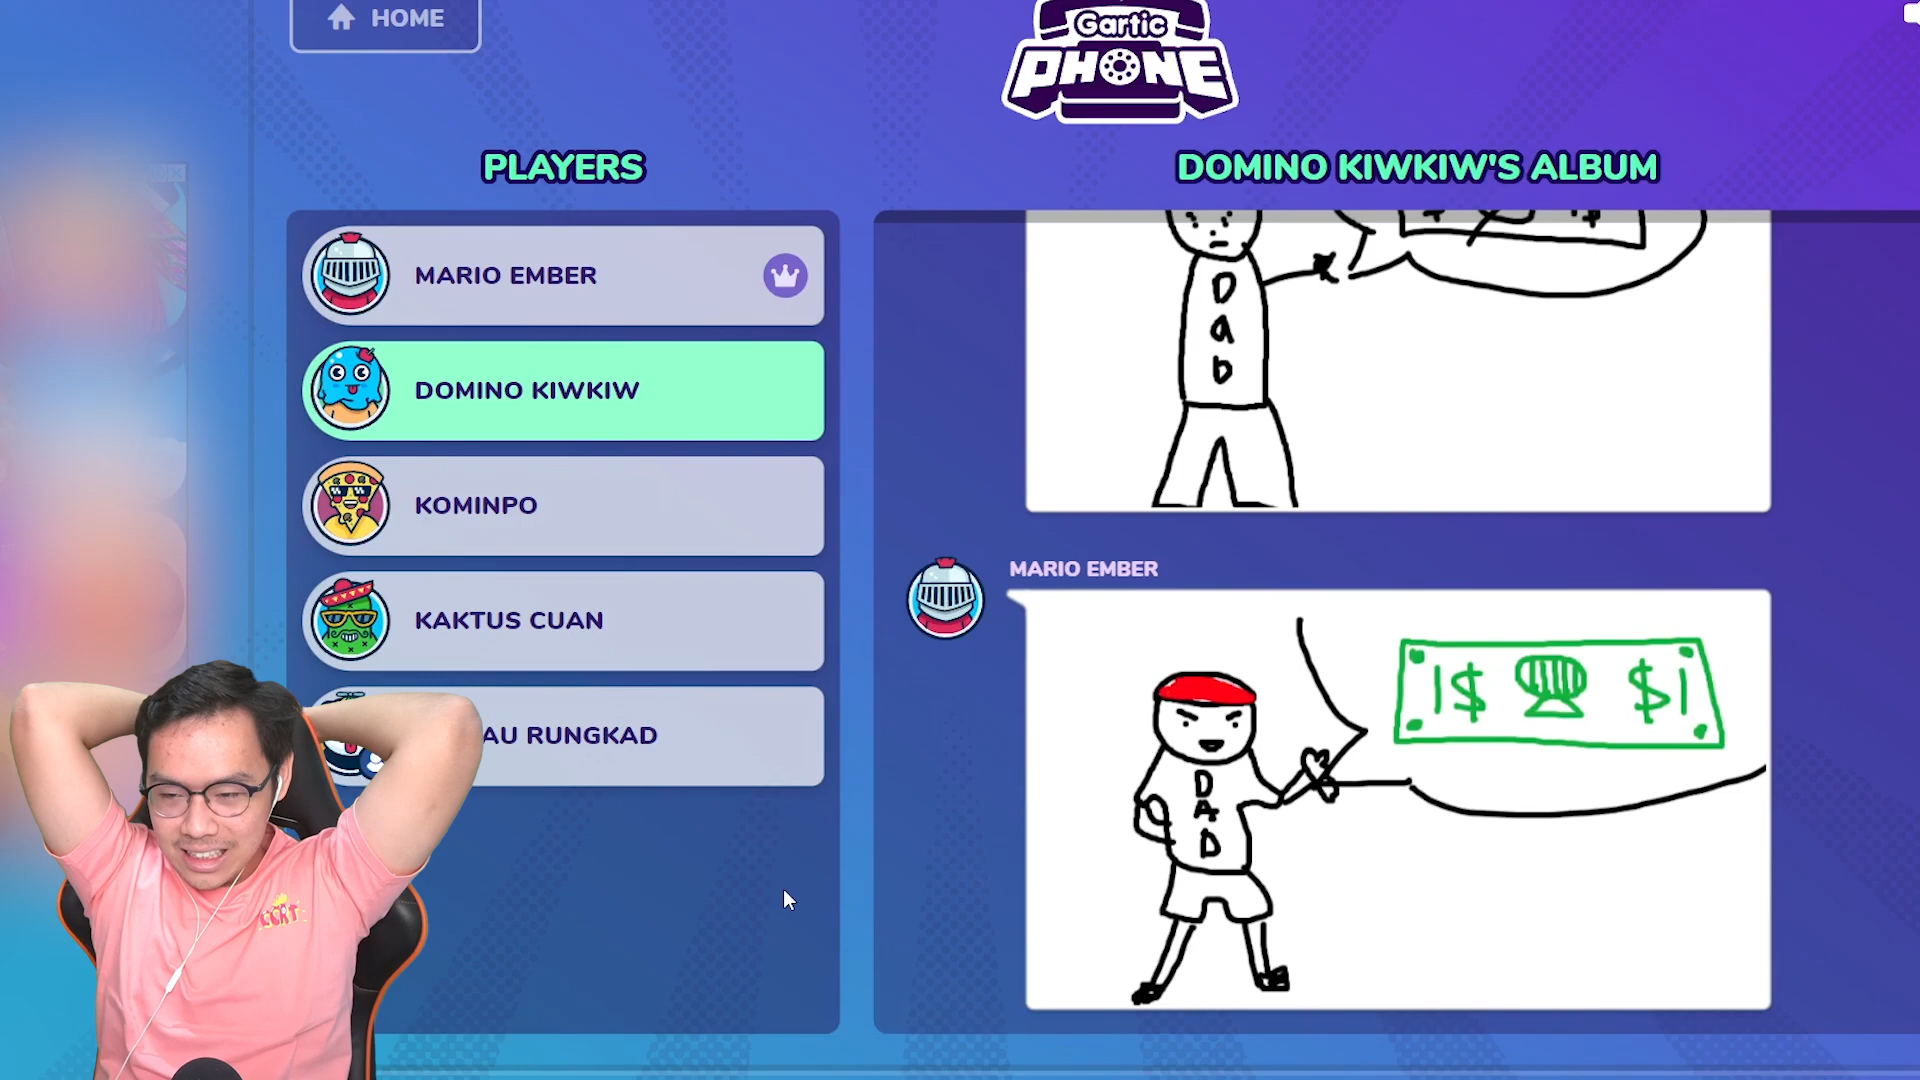 HOME
Gartic
PHONE
PLAYERS
DOMINO KIWKIW'S ALBUM
MARIO EMBER
DOMINO KIWKIW
KOMINPO
KAKTUS CUAN
AU RUNGKAD
D
a
D
MARIO EMBER
1$ $1
D
A
D